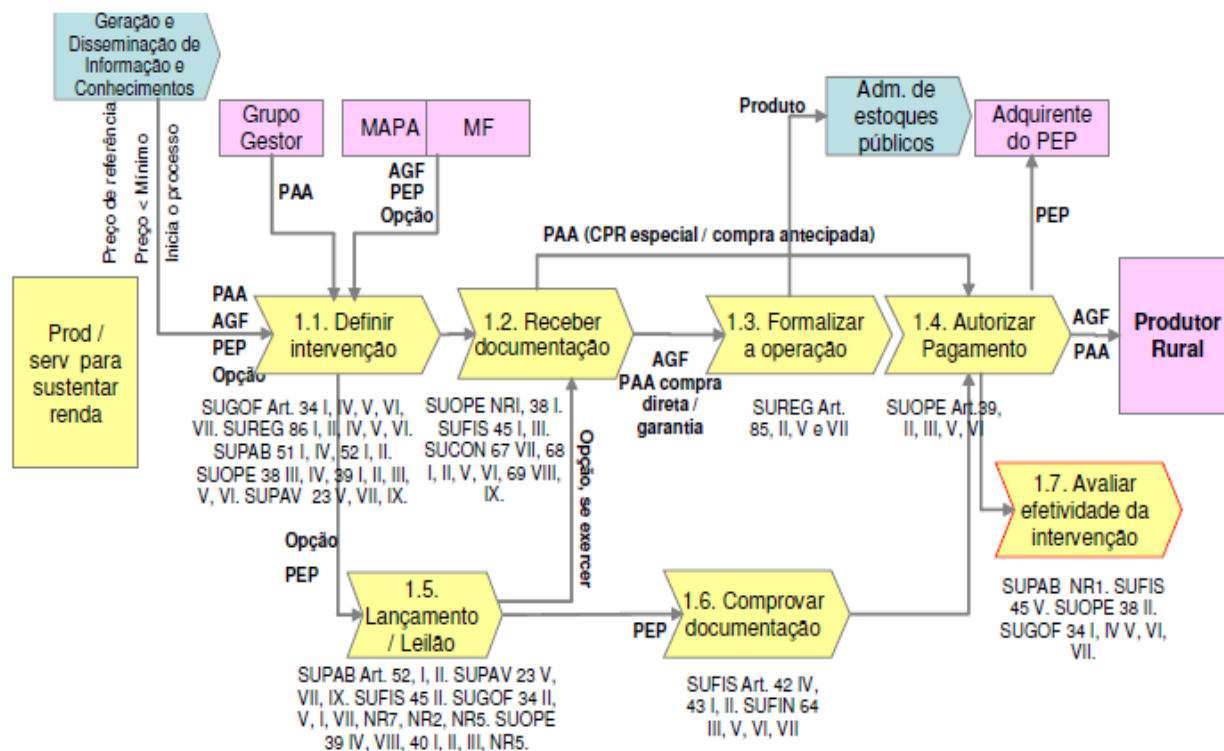 Geração e
Disseminação de
Informação e
Conhecimentos
Preço de referência
Preço < Mínimo
Inicia o processo
Grupo
Gestor
MAPA
MF
PAA
AGF
PEP
Opção
Produto
Adm. de
estoques
públicos
Adquirente
do PEP
PEP
PAA (CPR especial / compra antecipada)
Prod /
serv para
sustentar
renda
PAA
AGF
PEP
Opção
1.1. Definir
intervenção
1.2. Receber
documentação
AGF
PAA compra
direta /
garantia
1.3. Formalizar
a operação
1.4. Autorizar
Pagamento
AGF
PAA
Produtor
Rural
SUGOF Art. 34 I, IV, V, VI,
VII. SUREG 86 I, II, IV, V, VI.
SUPAB 51 I, IV, 52 I, II.
SUOPE 38 III, IV, 39 I, II, III,
V, VI. SUPAV 23 V, VII, IX.
SUOPE NRI, 38 I.
SUFIS 45 I, III.
SUCON 67 VII, 68
I, II, V, VI, 69 VIII,
IX.
Opção, se exercer
SUREG Art.
85, II, V e VII
SUOPE Art.39,
II, III, V, VI
1.7. Avaliar
efetividade da
intervenção
SUPAB NR1. SUFIS
45 V. SUOPE 38 II.
SUGOF 34 I, IV V, VI,
VII.
Opção
PEP
1.5.
Lançamento
/ Leilão
PEP
1.6. Comprovar
documentação
SUPAB Art. 52, I, II. SUPAV 23 V,
VII, IX. SUFIS 45 II. SUGOF 34 II,
V, I, VII, NR7, NR2, NR5. SUOPE
39 IV, VIII, 40 I, II, III, NR5.
SUFIS Art. 42 IV,
43 I, II. SUFIN 64
III, V, VI, VII